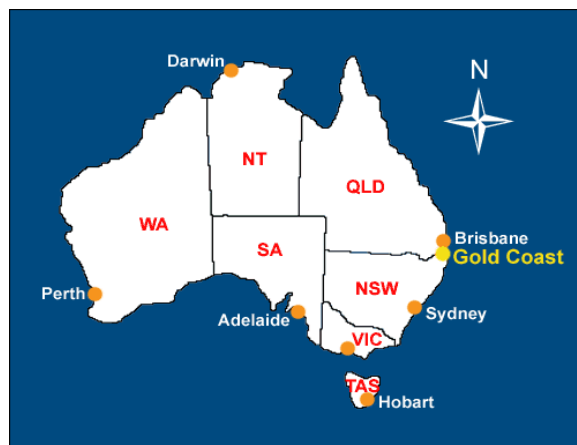 Darwin
N
NT
QLD
WA
SA
Brisbane
Gold Coast
Perth
NSW
Adelaide
Sydney
VIC
TAS
Hobart